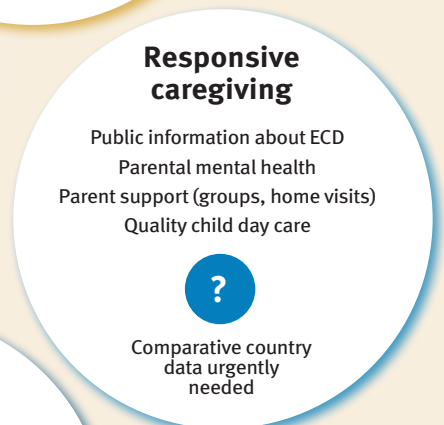 Responsive
caregiving
Public information about ECD
Parental mental health
Parent support (groups, home visits)
Quality child day care
?
Comparative country
data urgently
needed